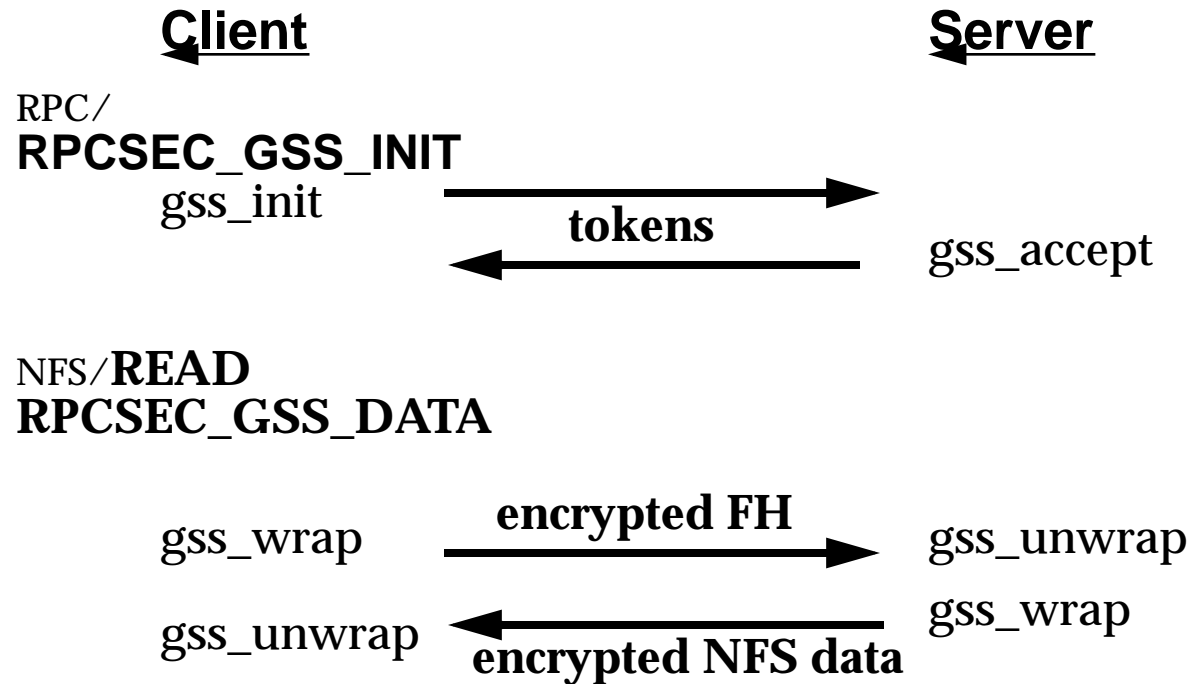 Client Server
RPC/
RPCSEC_GSS_INIT
gss_init
tokens
gss_accept
NFS/READ
RPCSEC_GSS_DATA
encrypted FH
gss_wrap gss_unwrap
gss_wrap
gss_unwrap
encrypted NFS data